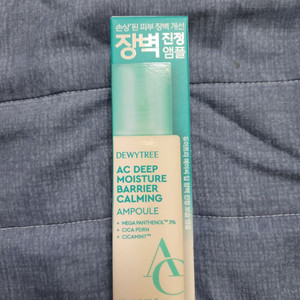 손상*된 피부 장벽 개선
장벽 진정
앰플
DEWYTREE
AC DEEP
MOISTURE
BARRIER
CALMING
AMPOULE
+ MEGA PANTHENOL™ 3%
+ CICA PDRN
+ CICAMINT™
AC